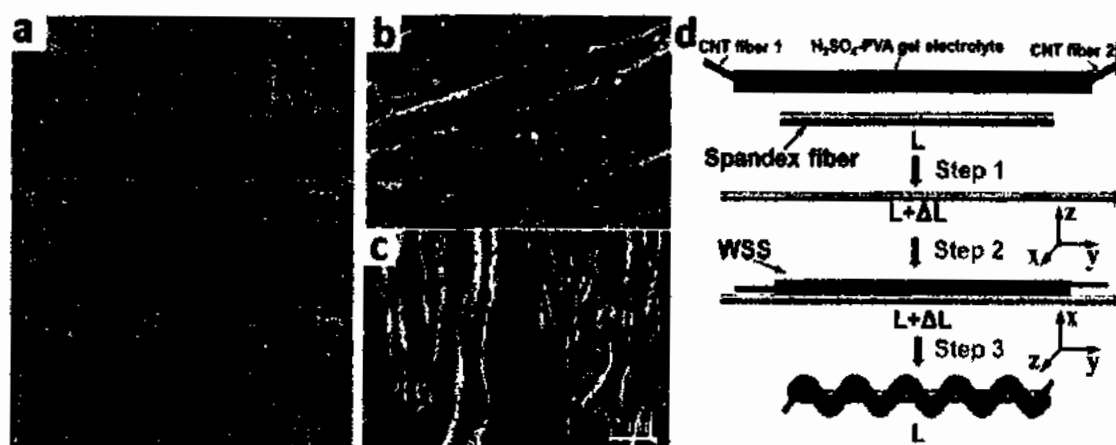 a
b
c
d
CNT fiber 1
H₂SO₄-PVA gel electrolyte
CNT fiber 2
L
Spandex fiber
Step 1
L+ΔL
z
x
y
WSS
Step 2
L+ΔL
x
z
y
Step 3
L